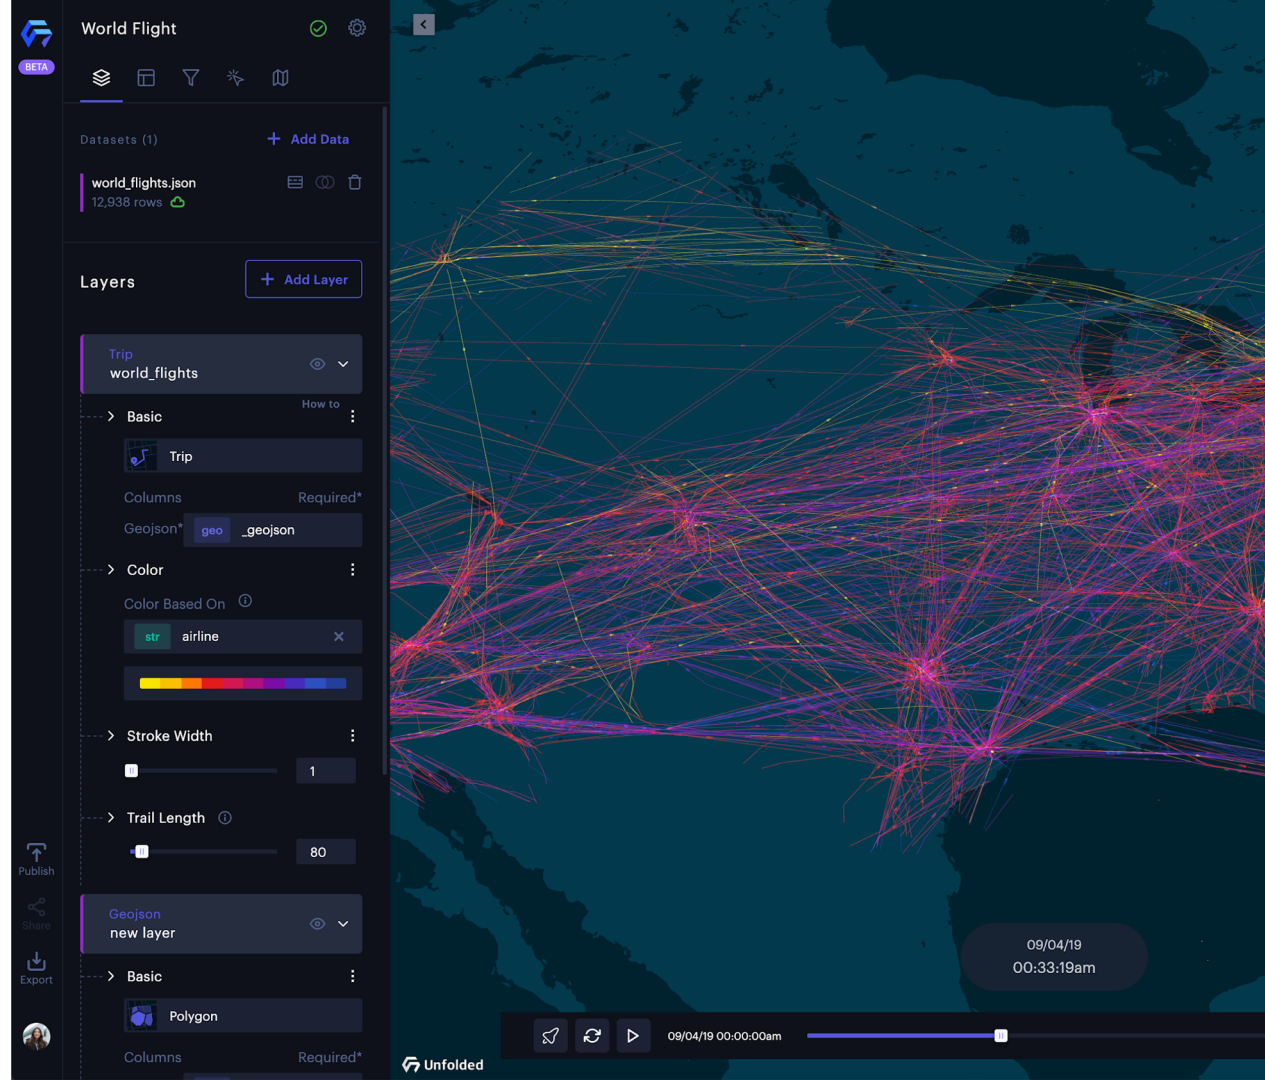 World Flight
BETA
Datasets (1)
+ Add Data
world_flights.json
12,938 rows
Layers
+ Add Layer
Trip
world_flights
How to
Basic
Trip
Columns
Required*
Geojson*
geo
_geojson
Color
Color Based On
str
airline
Stroke Width
1
Trail Length
80
Publish
Share
Export
Geojson
new layer
Basic
Polygon
Columns
Required*
09/04/19
00:33:19am
09/04/19 00:00:00am
Unfolded